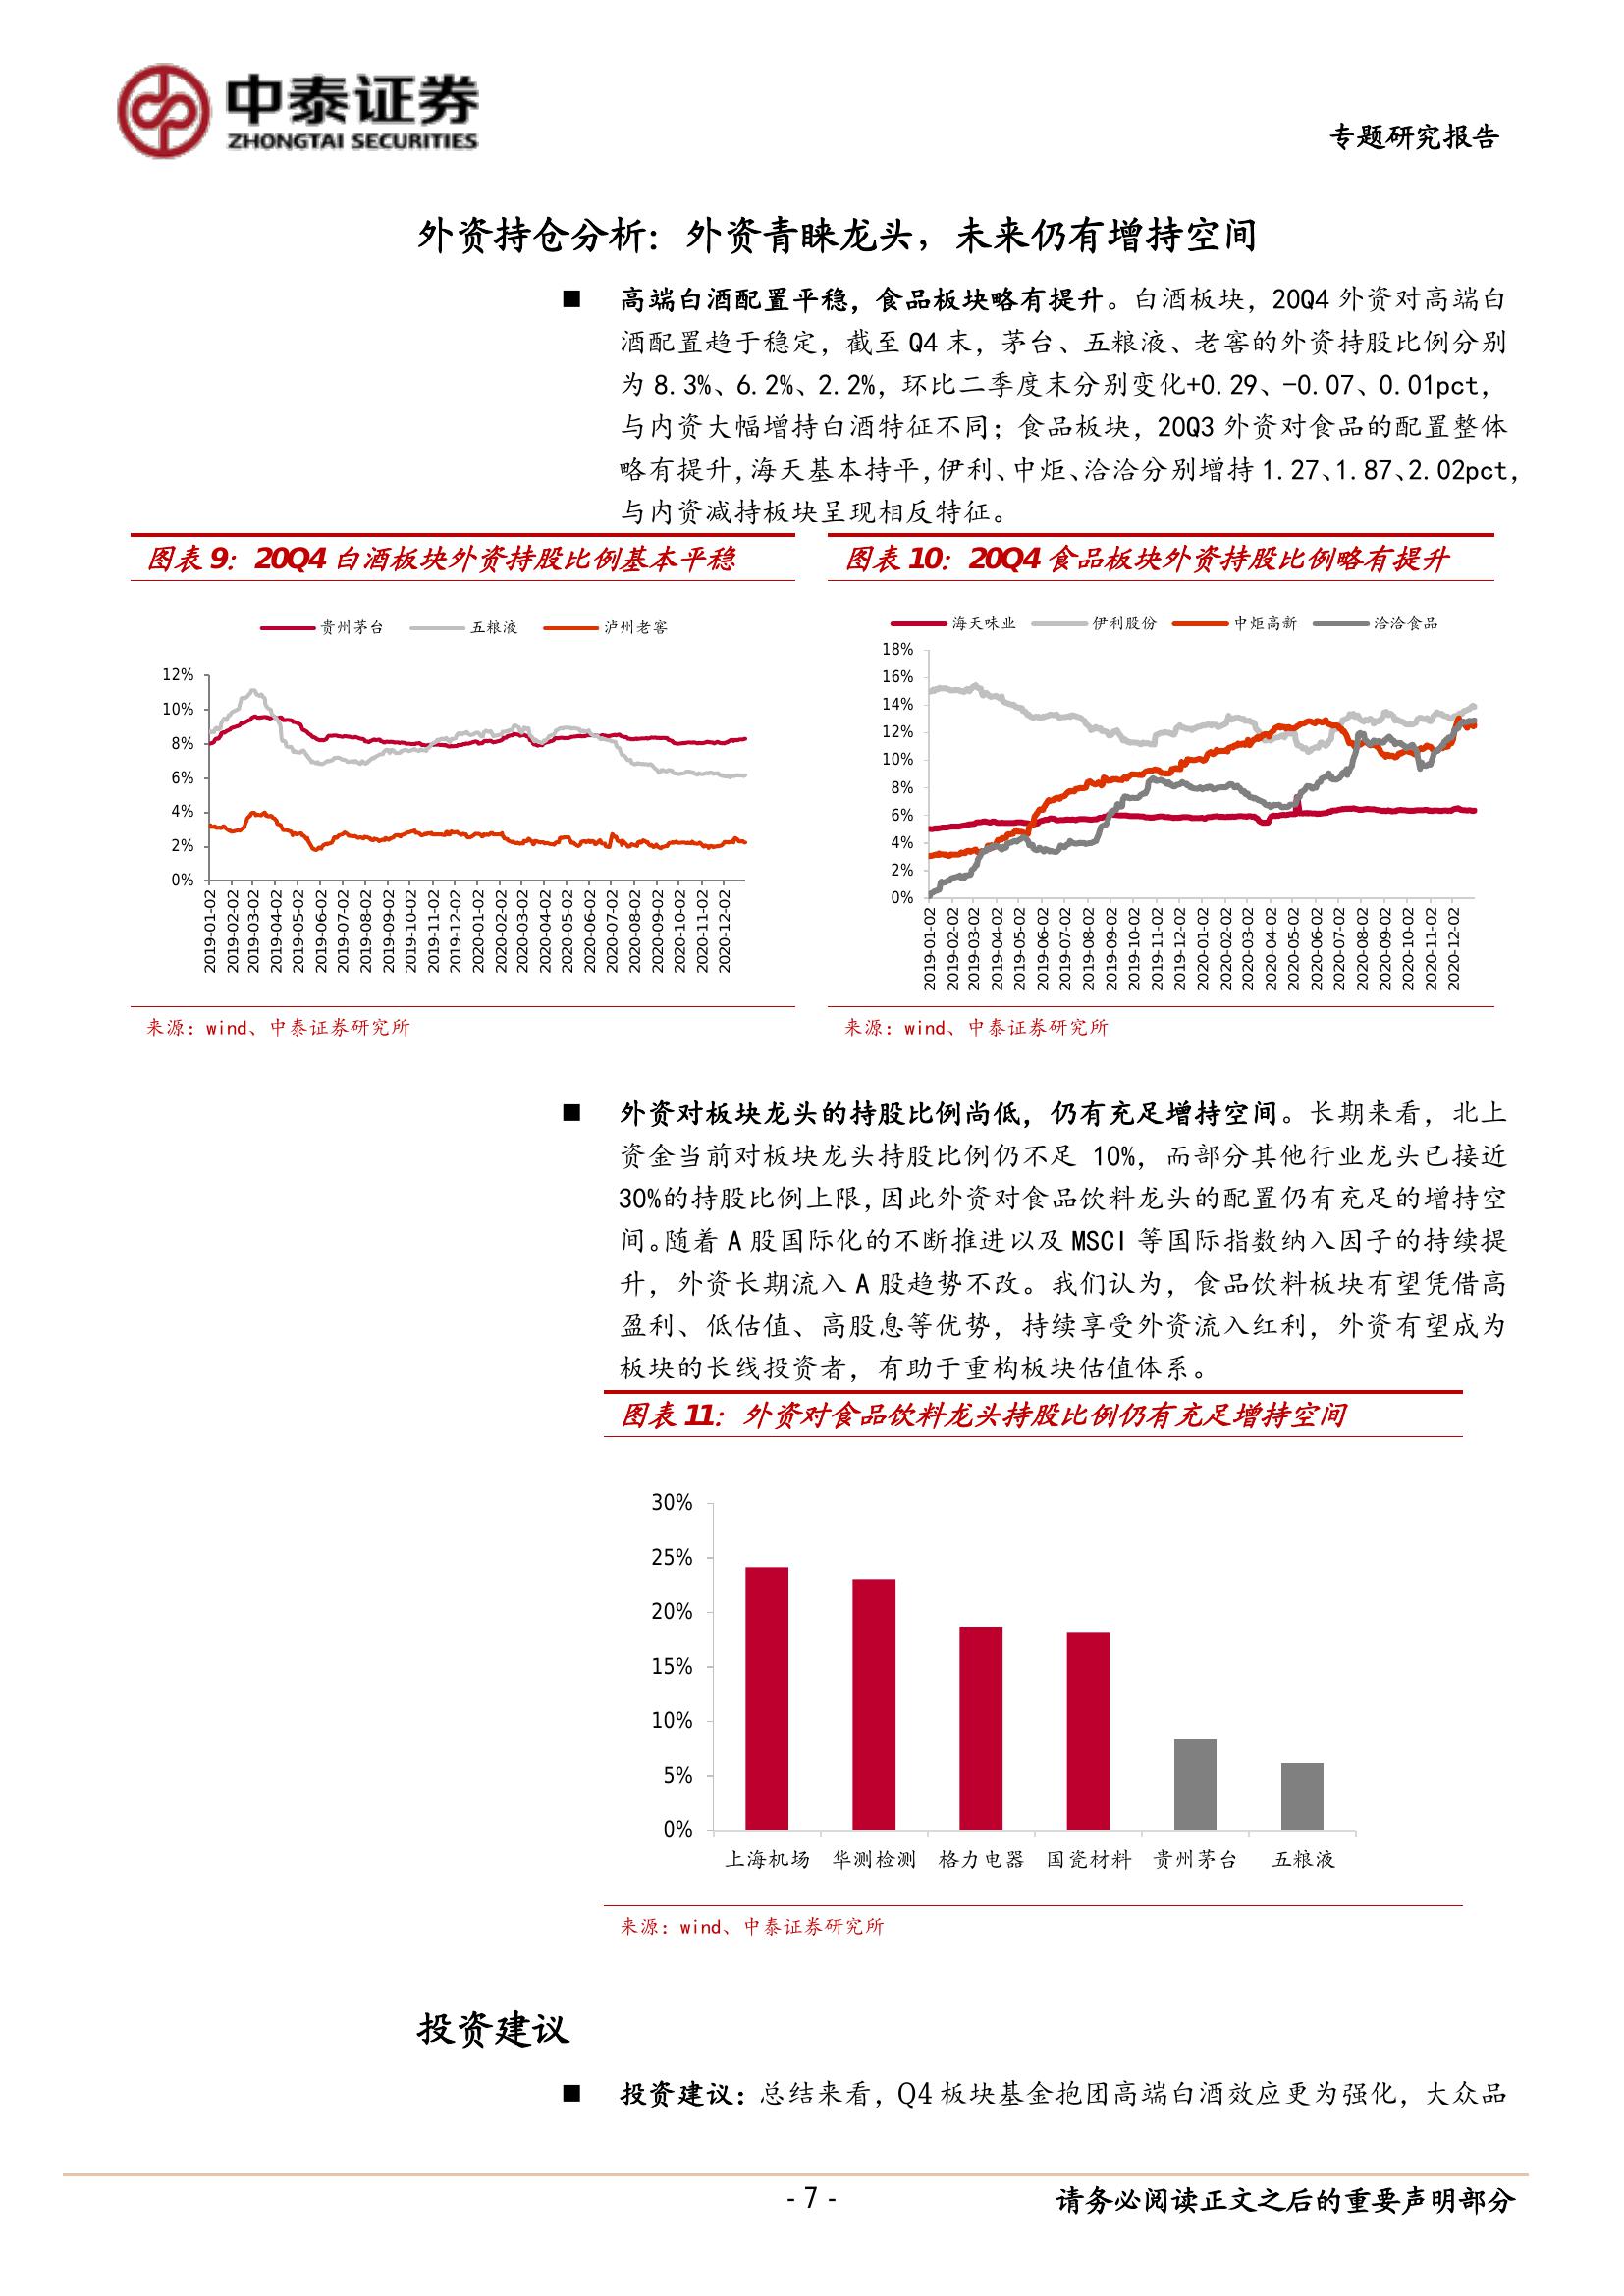 中泰证券
ZHONGTAI SECURITIES
专题研究报告
外资持仓分析：外资青睐龙头，未来仍有增持空间
■ 高端白酒配置平稳，食品板块略有提升。白酒板块，20Q4 外资对高端白
酒配置趋于稳定，截至 Q4 末，茅台、五粮液、老窖的外资持股比例分别
为 8.3%、6.2%、2.2%，环比二季度末分别变化+0.29、-0.07、0.01pct，
与内资大幅增持白酒特征不同；食品板块，20Q3 外资对食品的配置整体
略有提升，海天基本持平，伊利、中炬、洽洽分别增持 1.27、1.87、2.02pct，
与内资减持板块呈现相反特征。
图表 9：20Q4 白酒板块外资持股比例基本平稳
贵州茅台 五粮液 泸州老窖
12%
10%
8%
6%
4%
2%
0%
2019-01-02
2019-02-02
2019-03-02
2019-04-02
2019-05-02
2019-06-02
2019-07-02
2019-08-02
2019-09-02
2019-10-02
2019-11-02
2019-12-02
2020-01-02
2020-02-02
2020-03-02
2020-04-02
2020-05-02
2020-06-02
2020-07-02
2020-08-02
2020-09-02
2020-10-02
2020-11-02
2020-12-02
来源：wind、中泰证券研究所
图表 10：20Q4 食品板块外资持股比例略有提升
海天味业 伊利股份 中炬高新 洽洽食品
18%
16%
14%
12%
10%
8%
6%
4%
2%
0%
2019-01-02
2019-02-02
2019-03-02
2019-04-02
2019-05-02
2019-06-02
2019-07-02
2019-08-02
2019-09-02
2019-10-02
2019-11-02
2019-12-02
2020-01-02
2020-02-02
2020-03-02
2020-04-02
2020-05-02
2020-06-02
2020-07-02
2020-08-02
2020-09-02
2020-10-02
2020-11-02
2020-12-02
来源：wind、中泰证券研究所
■ 外资对板块龙头的持股比例尚低，仍有充足增持空间。长期来看，北上
资金当前对板块龙头持股比例仍不足 10%，而部分其他行业龙头已接近
30%的持股比例上限，因此外资对食品饮料龙头的配置仍有充足的增持空
间。随着 A 股国际化的不断推进以及 MSCI 等国际指数纳入因子的持续提
升，外资长期流入 A 股趋势不改。我们认为，食品饮料板块有望凭借高
盈利、低估值、高股息等优势，持续享受外资流入红利，外资有望成为
板块的长线投资者，有助于重构板块估值体系。
图表 11：外资对食品饮料龙头持股比例仍有充足增持空间
30%
25%
20%
15%
10%
5%
0%
上海机场 华测检测 格力电器 国瓷材料 贵州茅台 五粮液
来源：wind、中泰证券研究所
投资建议
■ 投资建议：总结来看，Q4 板块基金抱团高端白酒效应更为强化，大众品
- 7 -
请务必阅读正文之后的重要声明部分